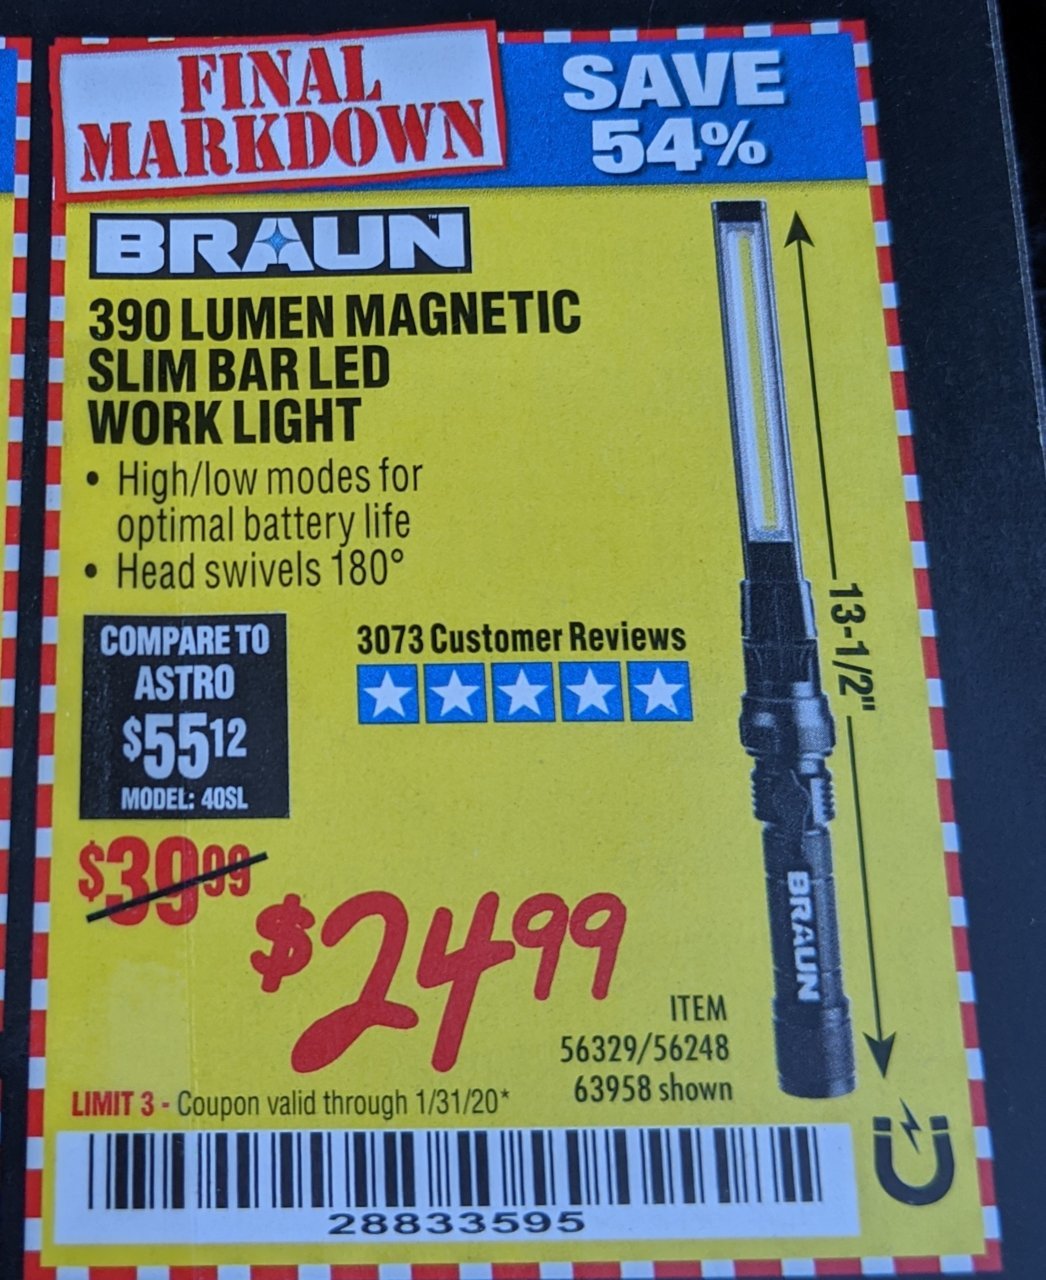 FINAL
MARKDOWN
SAVE
54%
BRAUN™
390 LUMEN MAGNETIC
SLIM BAR LED
WORK LIGHT
• High/low modes for
optimal battery life
• Head swivels 180°
COMPARE TO
ASTRO
$55 12
MODEL: 40SL
3073 Customer Reviews
13-1/2"
BRAUN
$39 99
$24 99
ITEM
56329/56248
63958 shown
LIMIT 3 - Coupon valid through 1/31/20*
28833595